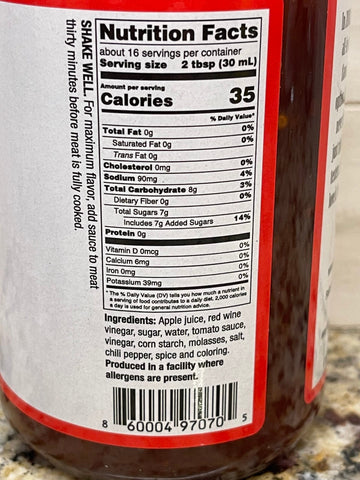 SHAKE WELL. For maximum flavor, add sauce to meat
thirty minutes before meat is fully cooked.
Nutrition Facts
about 16 servings per container
Serving size 2 tbsp (30 mL)
Amount per serving
Calories 35
% Daily Value*
Total Fat 0g 0%
Saturated Fat 0g 0%
Trans Fat 0g
Cholesterol 0mg 0%
Sodium 90mg 4%
Total Carbohydrate 8g 3%
Dietary Fiber 0g 0%
Total Sugars 7g
Includes 7g Added Sugars 14%
Protein 0g
Vitamin D 0mcg 0%
Calcium 6mg 0%
Iron 0mg 0%
Potassium 39mg 0%
* The % Daily Value (DV) tells you how much a nutrient in
a serving of food contributes to a daily diet. 2,000 calories
a day is used for general nutrition advice.
Ingredients: Apple juice, red wine
vinegar, sugar, water, tomato sauce,
vinegar, corn starch, molasses, salt,
chili pepper, spice and coloring.
Produced in a facility where
allergens are present.
8 60004 97070 5